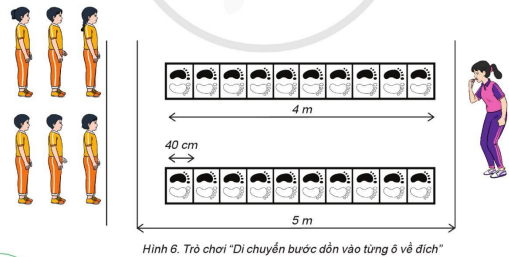 4 m
40 cm
5 m
Hình 6. Trò chơi "Di chuyển bước dồn vào từng ô về đích"